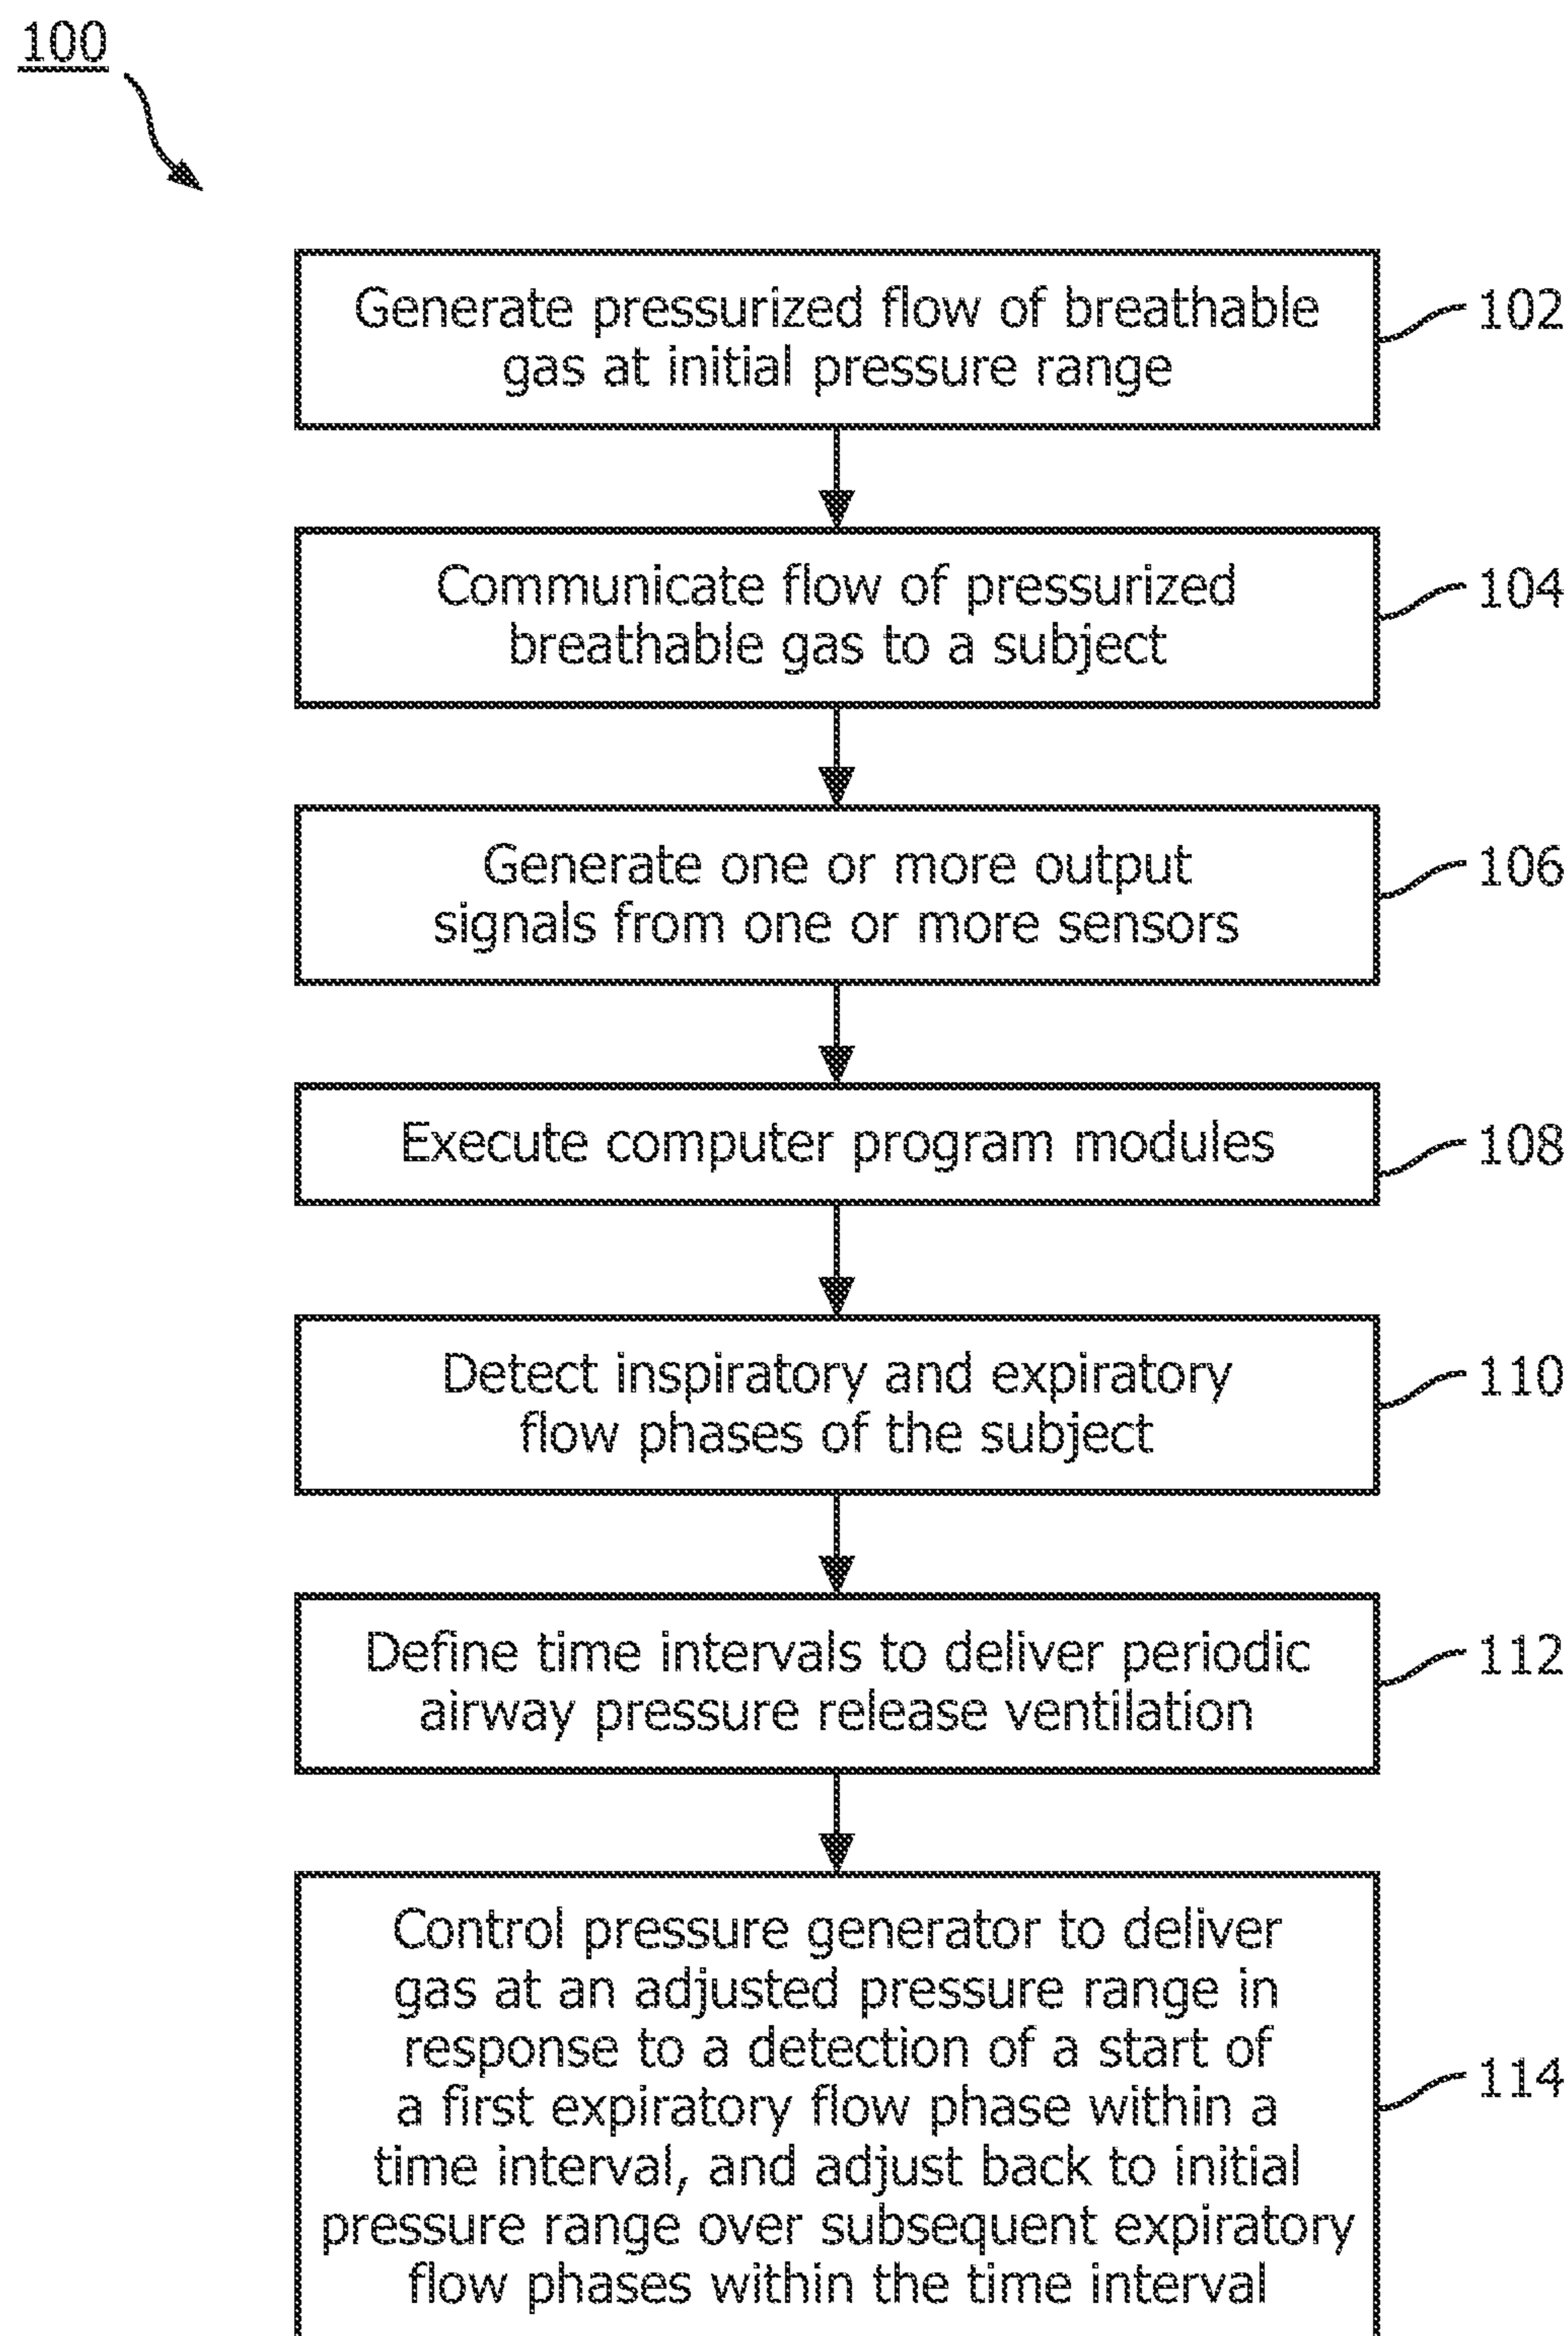 100
Generate pressurized flow of breathable
gas at initial pressure range
102
Communicate flow of pressurized
breathable gas to a subject
104
Generate one or more output
signals from one or more sensors
106
Execute computer program modules
108
Detect inspiratory and expiratory
flow phases of the subject
110
Define time intervals to deliver periodic
airway pressure release ventilation
112
Control pressure generator to deliver
gas at an adjusted pressure range in
response to a detection of a start of
a first expiratory flow phase within a
time interval, and adjust back to initial
pressure range over subsequent expiratory
flow phases within the time interval
114